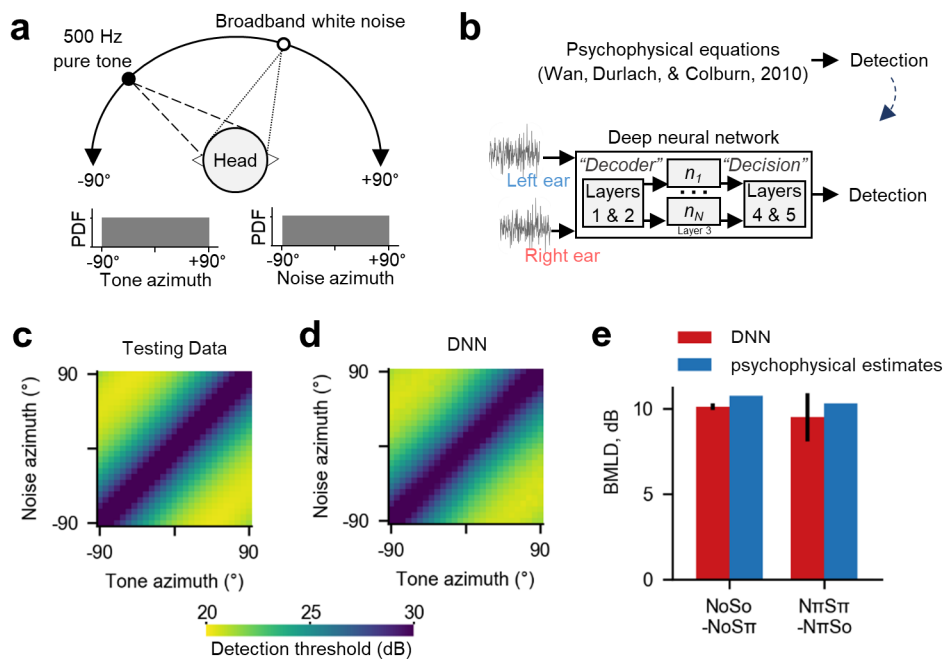 a
Broadband white noise
500 Hz
pure tone
Head
-90°
+90°
PDF
-90°
+90°
Tone azimuth
PDF
-90°
+90°
Noise azimuth
b
Psychophysical equations
(Wan, Durlach, & Colburn, 2010)
Detection
Deep neural network
"Decoder"
"Decision"
Left ear
Right ear
Layers
1 & 2
n1
...
nN
Layer 3
Layers
4 & 5
Detection
c
Testing Data
90
-90
Noise azimuth (°)
-90
90
Tone azimuth (°)
d
DNN
90
-90
Noise azimuth (°)
-90
90
Tone azimuth (°)
20
25
30
Detection threshold (dB)
e
DNN
psychophysical estimates
BMLD, dB
10
5
0
NoSo
-NoSπ
NπSπ
-NπSo